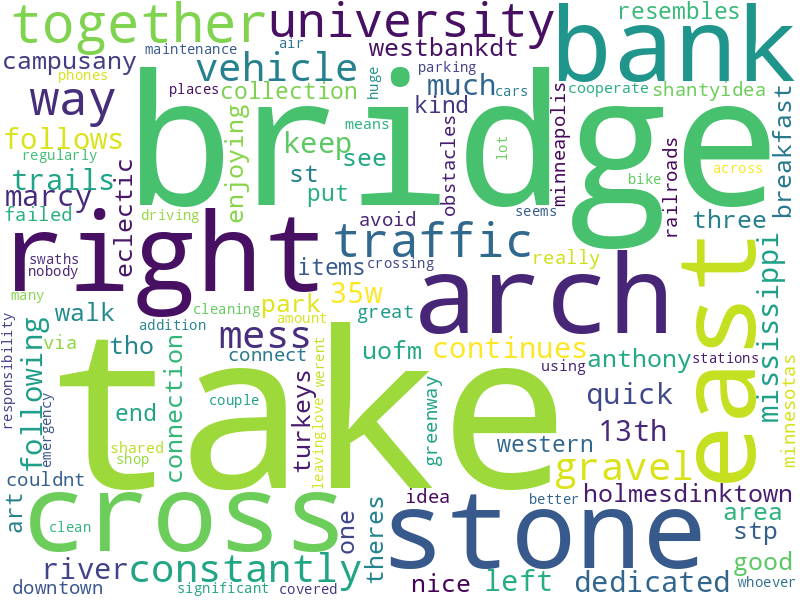 together
university
bank
resembles
maintenance
air
campusany
westbankdt
phones
vehicle
places
huge
parking
much
cars
cooperate
shantyidea
collection
way
kind
bridge
follows
enjoying
means
keep
see
obstacles
minneapolis
lot
across
breakfast
regularly
st
trails
eclectic
put
bike
railroads
marcy
failed
driving
avoid
seems
three
right
traffic
swaths
nobody
items
crossing
really
arch
east
mississippi
many
35w
park
cleaning
amount
great
walk
addition
mess
responsibility
following
via
tho
connection
connect
uofm
continues
anthony
stations
using
take
turkeys
werent
leavinglove
couple
greenway
quick
minnesotas
end
13th
emergency
shared
shop
western
gravel
couldnt
cross
art
clean
idea
better
holmesdinktown
whoever
one
theres
stone
area
stp
good
river
constantly
downtown
significant
covered
nice
left
dedicated